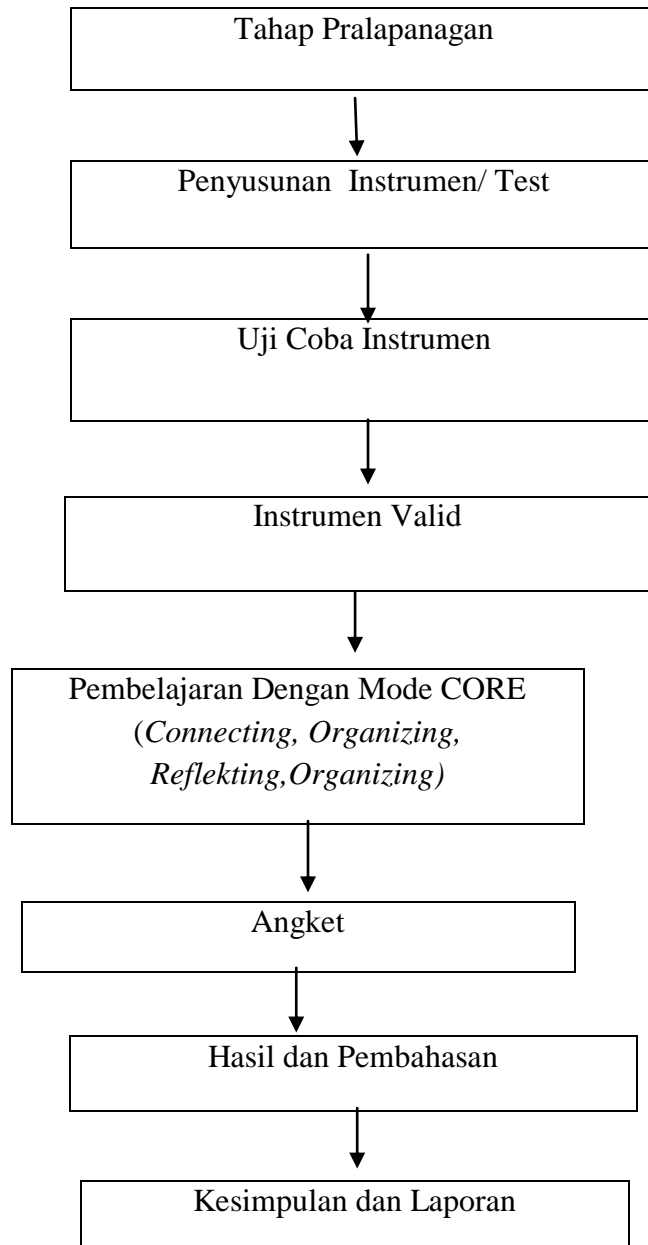 Tahap Pralapanagan
Penyusunan Instrumen/ Test
Uji Coba Instrumen
Instrumen Valid
Pembelajaran Dengan Mode CORE
(Connecting, Organizing,
Reflekting,Organizing)
Angket
Hasil dan Pembahasan
Kesimpulan dan Laporan